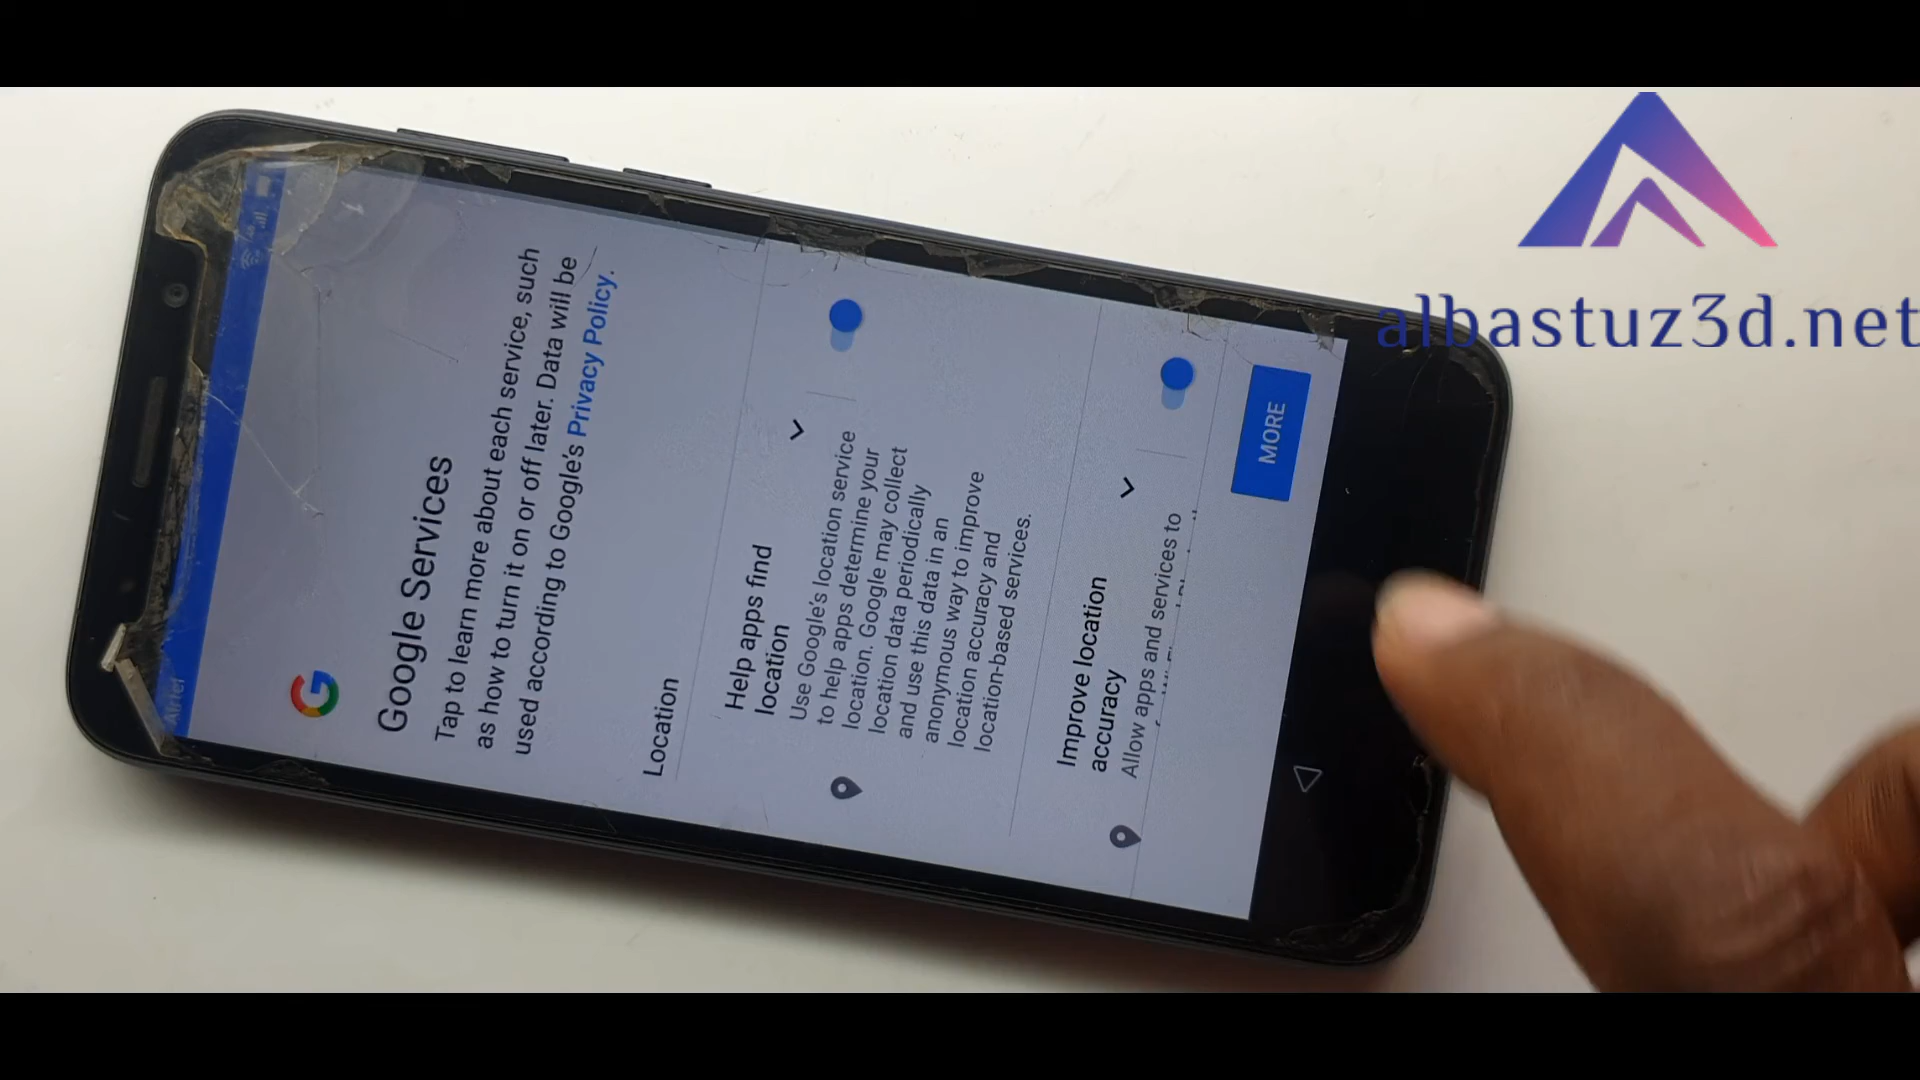 albastuz3d.net
Airtel
Google Services
Tap to learn more about each service, such
as how to turn it on or off later. Data will be
used according to Google's Privacy Policy.
Location
Help apps find
location
Use Google's location service
to help apps determine your
location. Google may collect
location data periodically
and use this data in an
anonymous way to improve
location accuracy and
location-based services.
Improve location
accuracy
Allow apps and services to
MORE